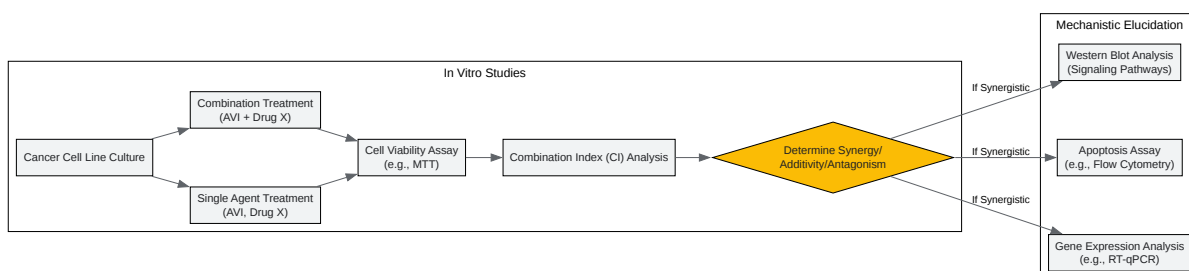 Mechanistic Elucidation
In Vitro Studies
Cancer Cell Line Culture
Combination Treatment
(AVI + Drug X)
Single Agent Treatment
(AVI, Drug X)
Cell Viability Assay
(e.g., MTT)
Combination Index (CI) Analysis
Determine Synergy/
Additivity/Antagonism
If Synergistic
If Synergistic
If Synergistic
Western Blot Analysis
(Signaling Pathways)
Apoptosis Assay
(e.g., Flow Cytometry)
Gene Expression Analysis
(e.g., RT-qPCR)